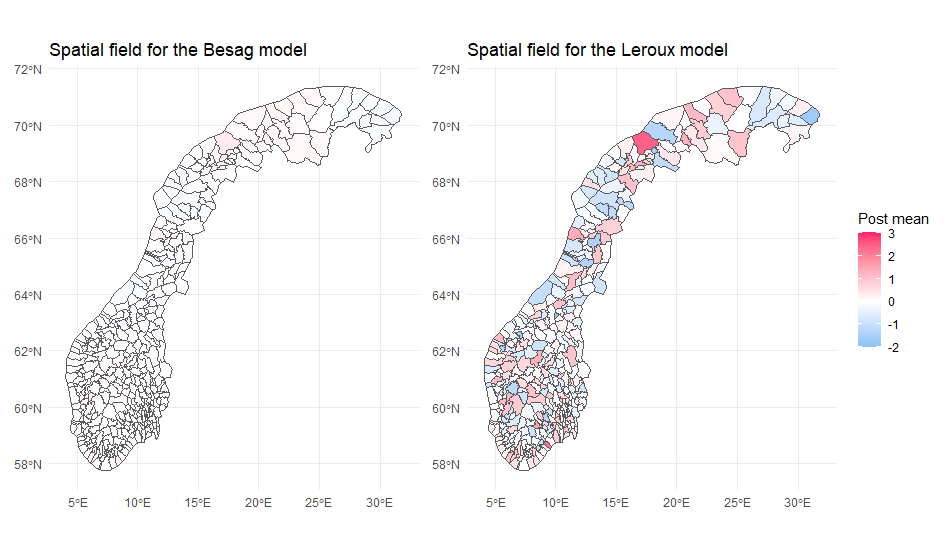 Spatial field for the Besag model
72°N
70°N
68°N
66°N
64°N
62°N
60°N
58°N
5°E
10°E
15°E
20°E
25°E
30°E
Spatial field for the Leroux model
72°N
70°N
68°N
66°N
64°N
62°N
60°N
58°N
5°E
10°E
15°E
20°E
25°E
30°E
Post mean
3
2
1
0
-1
-2